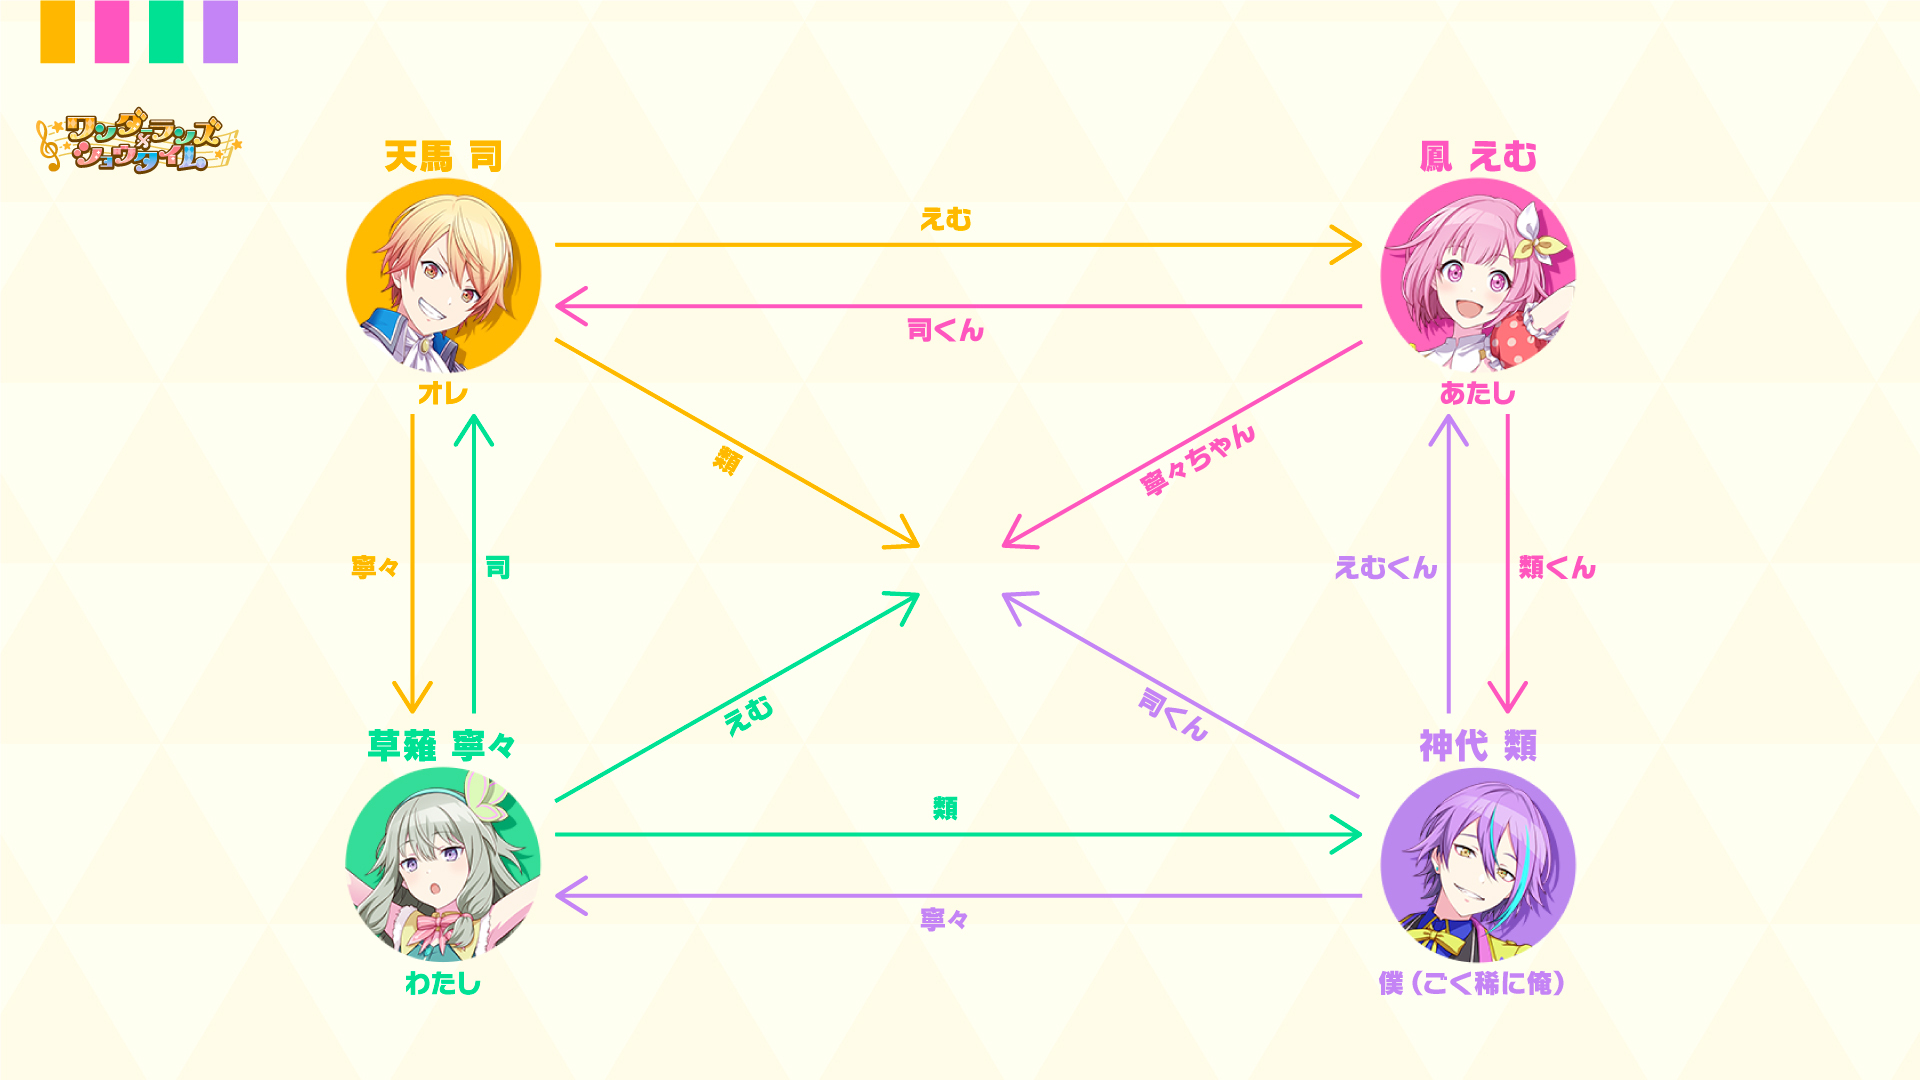 ワンダーランズ
×
ショウタイム
天馬 司
鳳 えむ
えむ
司くん
オレ
あたし
類
寧々ちゃん
寧々
司
えむくん
類くん
えむ
司くん
草薙 寧々
神代 類
類
寧々
わたし
僕（ごく稀に俺）